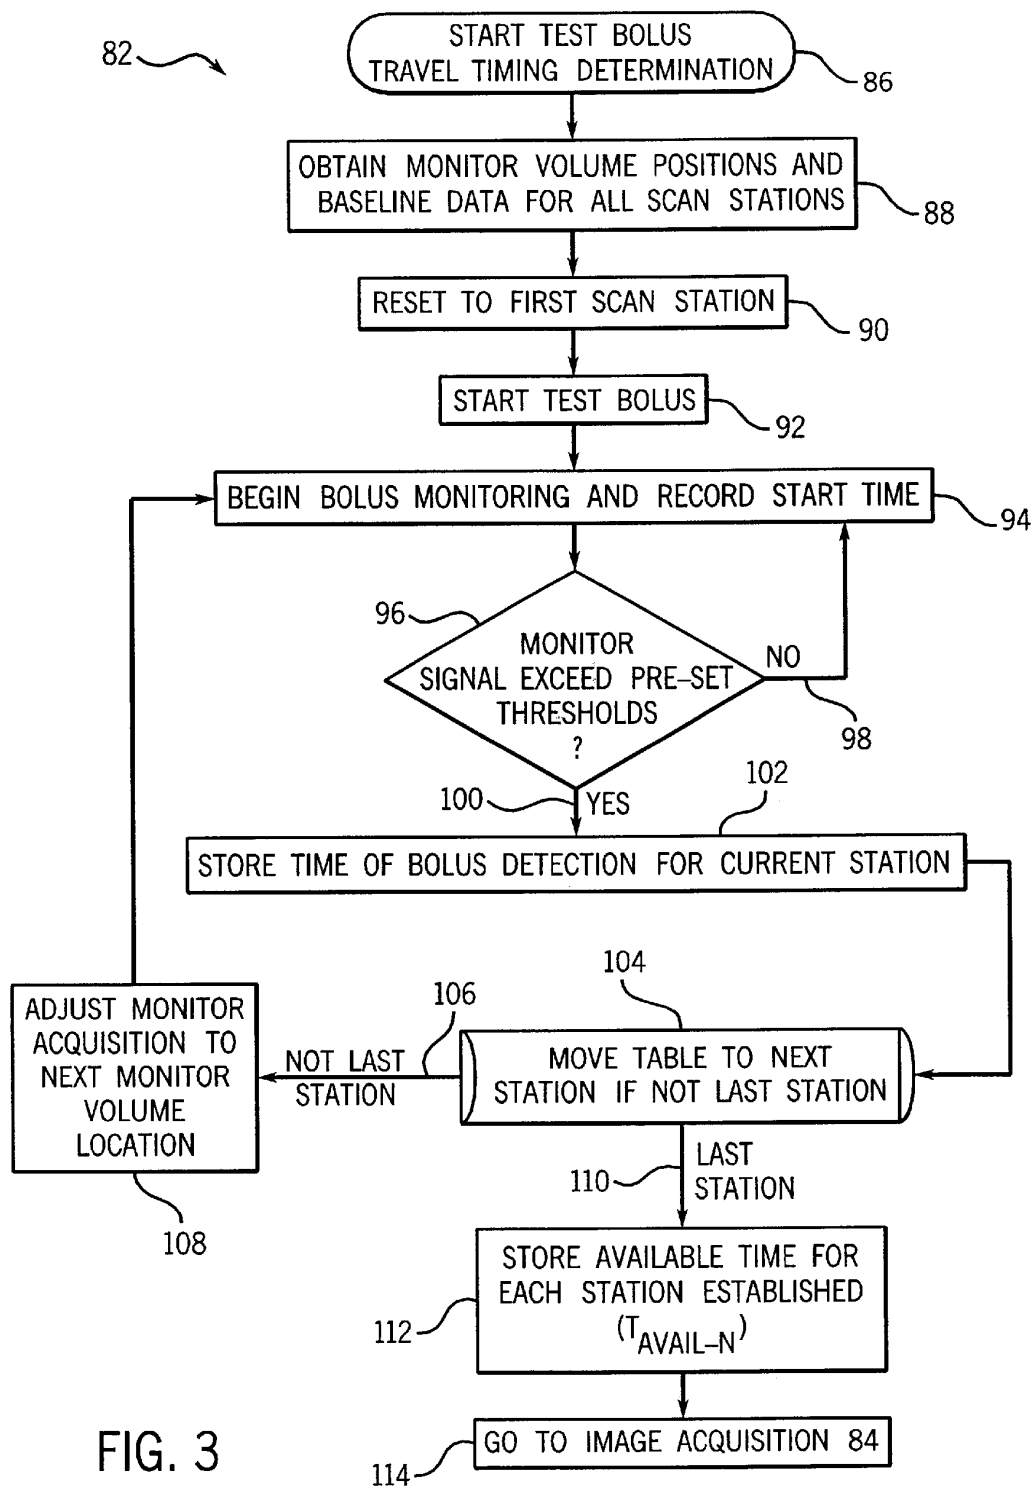 82
START TEST BOLUS
TRAVEL TIMING DETERMINATION
86
OBTAIN MONITOR VOLUME POSITIONS AND
BASELINE DATA FOR ALL SCAN STATIONS
88
RESET TO FIRST SCAN STATION
90
START TEST BOLUS
92
BEGIN BOLUS MONITORING AND RECORD START TIME
94
96
MONITOR
SIGNAL EXCEED PRE–SET
THRESHOLDS
?
NO
98
100
YES
102
STORE TIME OF BOLUS DETECTION FOR CURRENT STATION
104
MOVE TABLE TO NEXT
STATION IF NOT LAST STATION
106
NOT LAST
STATION
ADJUST MONITOR
ACQUISITION TO
NEXT MONITOR
VOLUME
LOCATION
108
110
LAST
STATION
STORE AVAILABLE TIME FOR
EACH STATION ESTABLISHED
(TAVAIL–N)
112
GO TO IMAGE ACQUISITION 84
114
FIG. 3